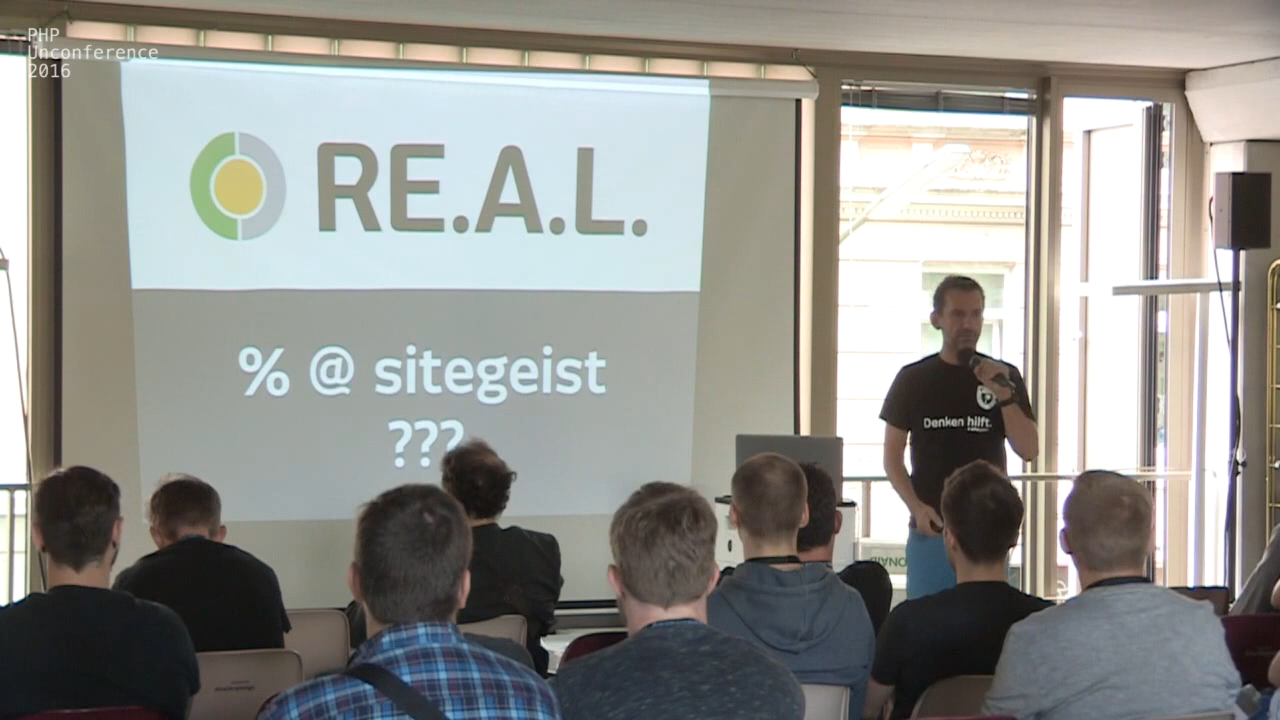 PHP
Unconference
2016
RE.A.L.
% @ sitegeist
???
Denken hilft.